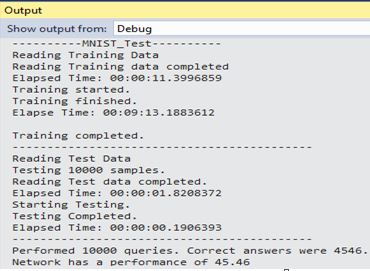 Output
Show output from: Debug
----------MNIST_Test----------
Reading Training Data
Reading Training data completed
Elapsed Time: 00:00:11.3996859
Training started.
Training finished.
Elapse Time: 00:09:13.1883612
Training completed.
-------------------------------------------
Reading Test Data
Testing 10000 samples.
Reading Test data completed.
Elapsed Time: 00:00:01.8208372
Starting Testing.
Testing Completed.
Elapsed Time: 00:00:00.1906393
-------------------------------------------
Performed 10000 queries. Correct answers were 4546.
Network has a performance of 45.46